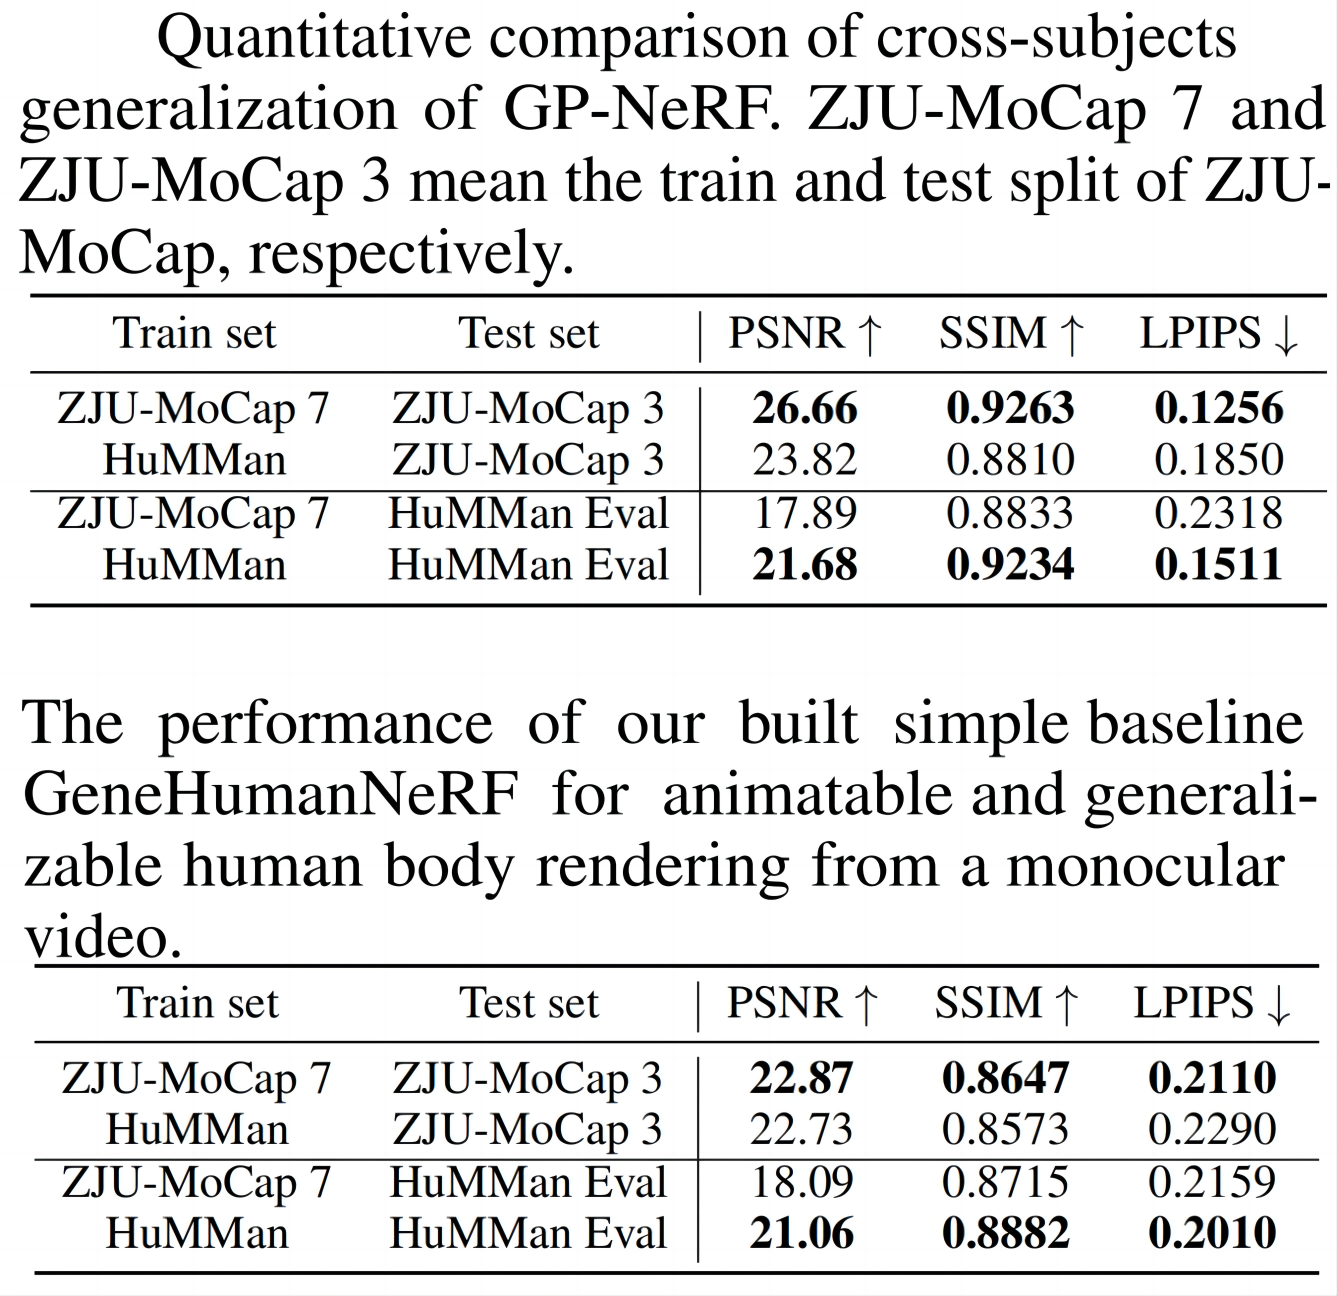 Quantitative comparison of cross-subjects
generalization of GP-NeRF. ZJU-MoCap 7 and
ZJU-MoCap 3 mean the train and test split of ZJU-
MoCap, respectively.
Train set Test set PSNR ↑ SSIM ↑ LPIPS ↓
ZJU-MoCap 7 ZJU-MoCap 3 26.66 0.9263 0.1256
HuMMan ZJU-MoCap 3 23.82 0.8810 0.1850
ZJU-MoCap 7 HuMMan Eval 17.89 0.8833 0.2318
HuMMan HuMMan Eval 21.68 0.9234 0.1511
The performance of our built simple baseline
GeneHumanNeRF for animatable and generali-
zable human body rendering from a monocular
video.
Train set Test set PSNR ↑ SSIM ↑ LPIPS ↓
ZJU-MoCap 7 ZJU-MoCap 3 22.87 0.8647 0.2110
HuMMan ZJU-MoCap 3 22.73 0.8573 0.2290
ZJU-MoCap 7 HuMMan Eval 18.09 0.8715 0.2159
HuMMan HuMMan Eval 21.06 0.8882 0.2010